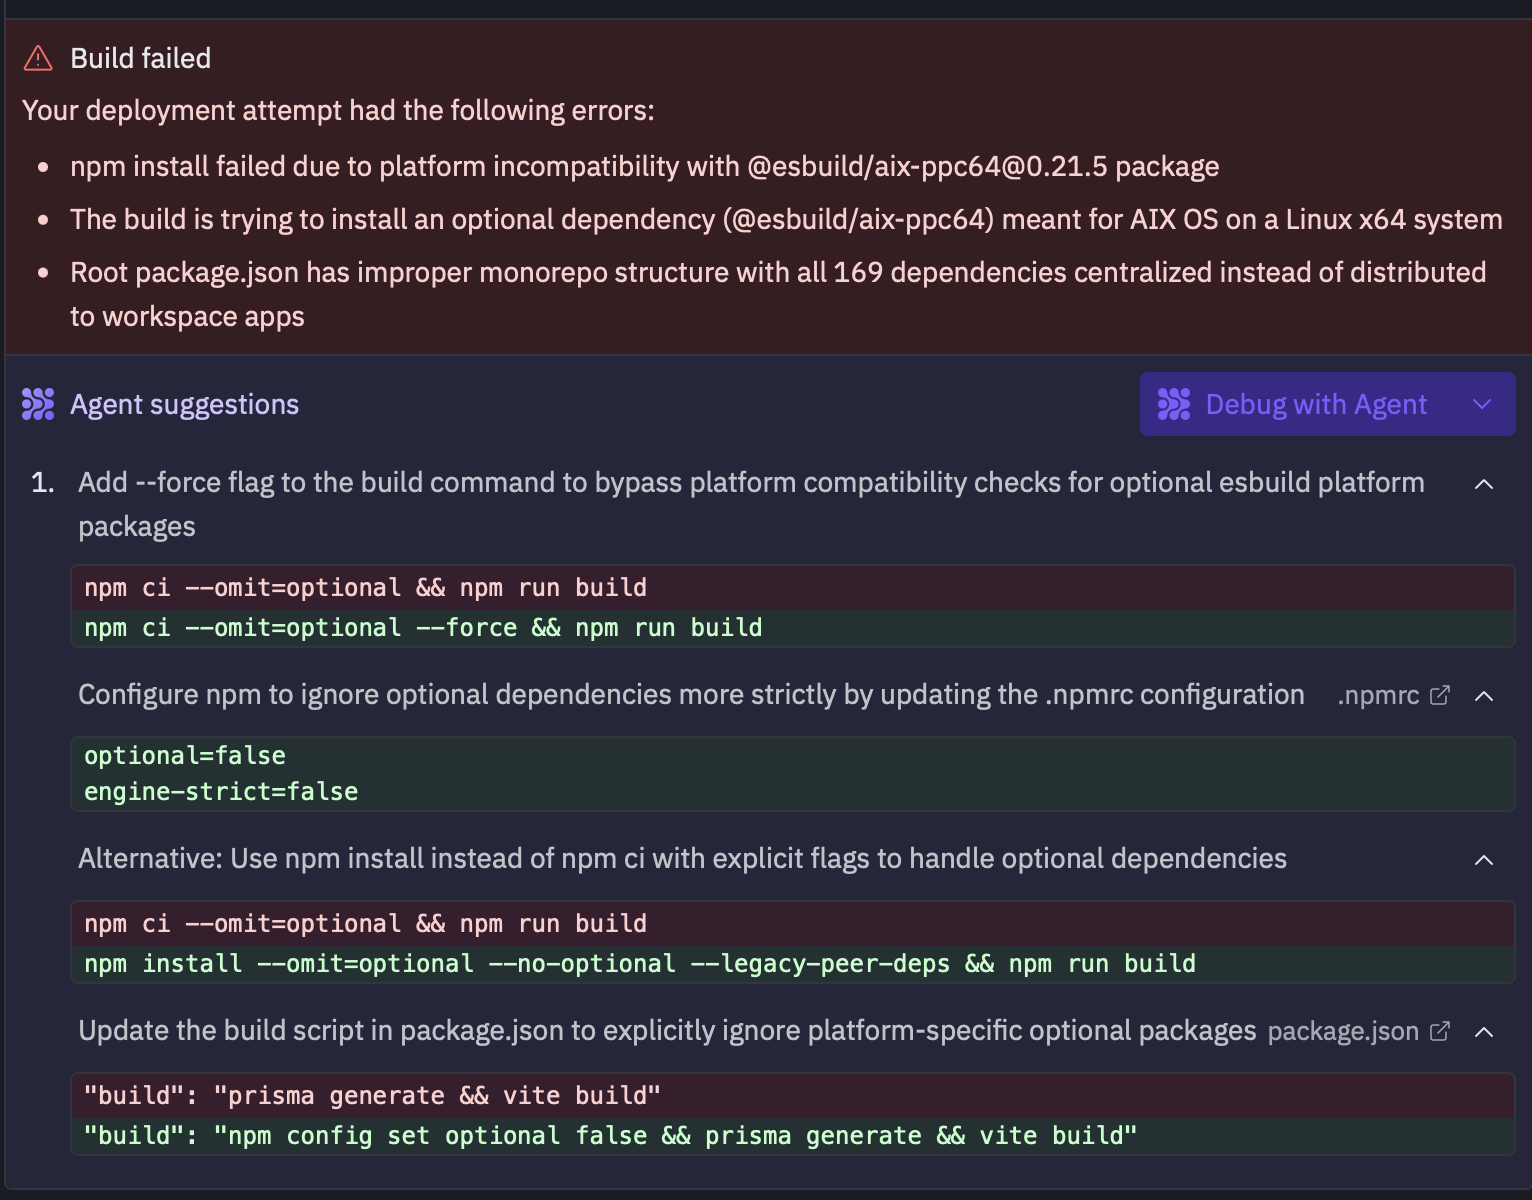 Build failed
Your deployment attempt had the following errors:
• npm install failed due to platform incompatibility with @esbuild/aix-ppc64@0.21.5 package
• The build is trying to install an optional dependency (@esbuild/aix-ppc64) meant for AIX OS on a Linux x64 system
• Root package.json has improper monorepo structure with all 169 dependencies centralized instead of distributed
to workspace apps
Agent suggestions
Debug with Agent
1. Add --force flag to the build command to bypass platform compatibility checks for optional esbuild platform
packages
npm ci --omit=optional && npm run build
npm ci --omit=optional --force && npm run build
Configure npm to ignore optional dependencies more strictly by updating the .npmrc configuration .npmrc
optional=false
engine-strict=false
Alternative: Use npm install instead of npm ci with explicit flags to handle optional dependencies
npm ci --omit=optional && npm run build
npm install --omit=optional --no-optional --legacy-peer-deps && npm run build
Update the build script in package.json to explicitly ignore platform-specific optional packages package.json
"build": "prisma generate && vite build"
"build": "npm config set optional false && prisma generate && vite build"